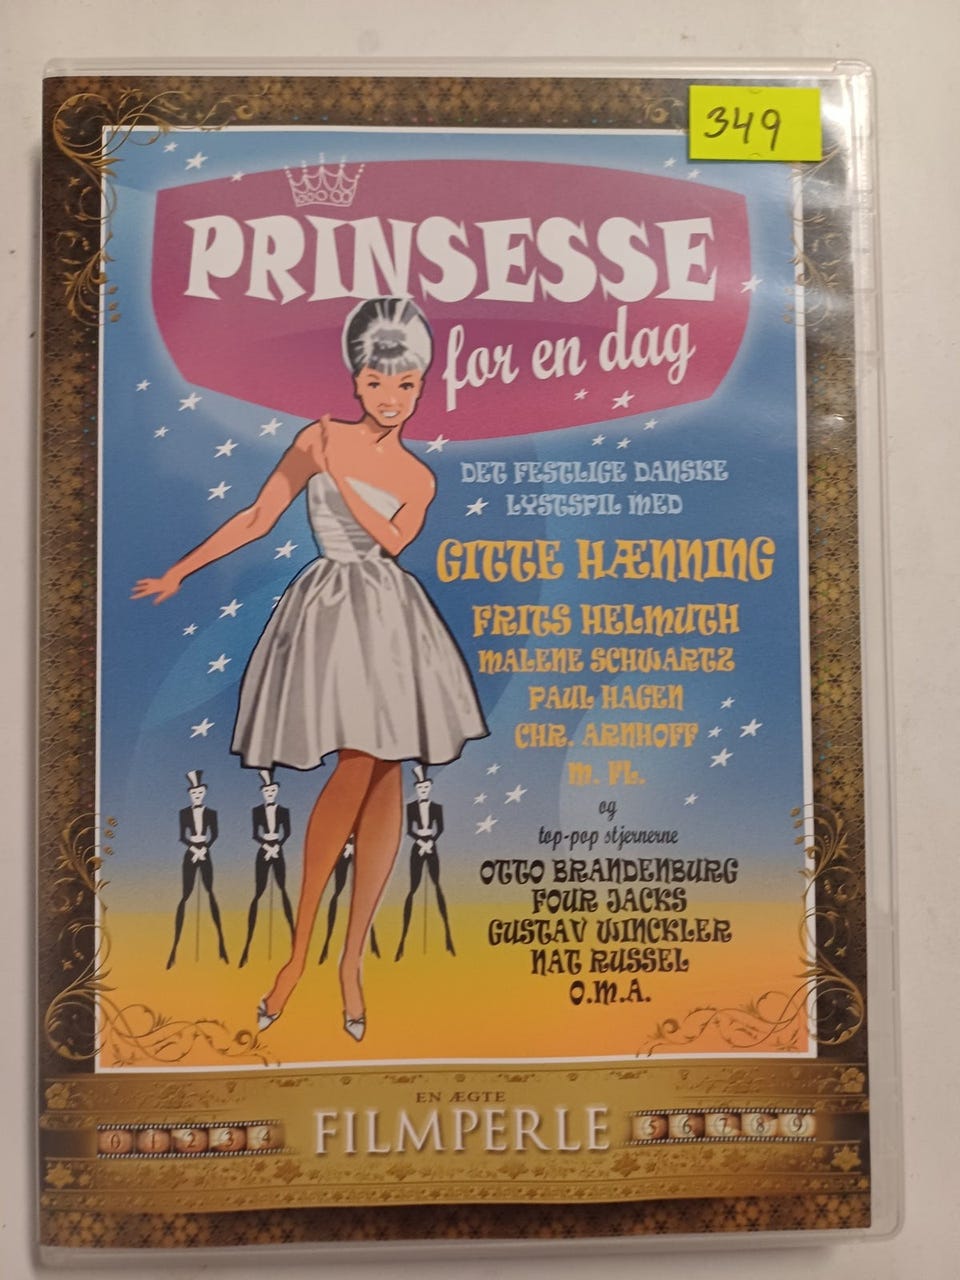 349
PRINSESSE
for en dag
DET FESTLIGE DANSKE
LYSTSPIL MED
GITTE HÆNNING
FRITS HELMUTH
MALENE SCHWARTZ
PAUL HAGEN
CHR. ARNHOFF
M. FL.
og
top-pop stjernerne
OTTO BRANDENBURG
FOUR JACKS
GUSTAV WINCKLER
NAT RUSSEL
O.M.A.
EN ÆGTE
0 1 2 3 4 FILMPERLE 5 6 7 8 9